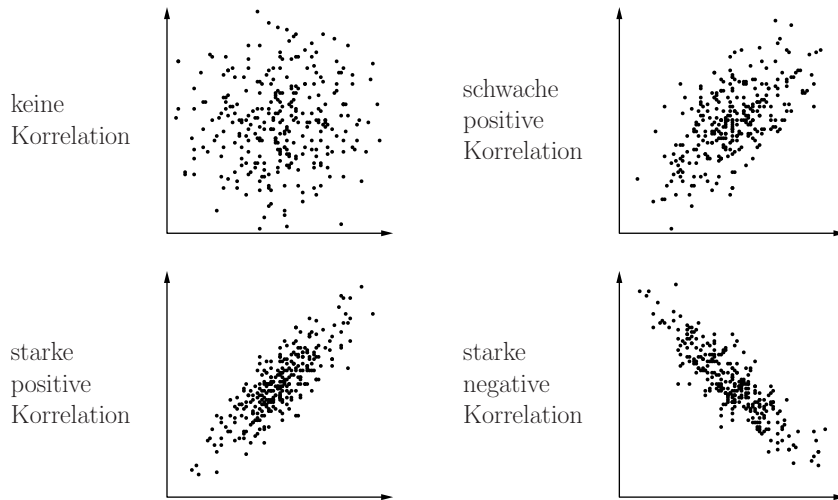 keine
Korrelation
schwache
positive
Korrelation
starke
positive
Korrelation
starke
negative
Korrelation